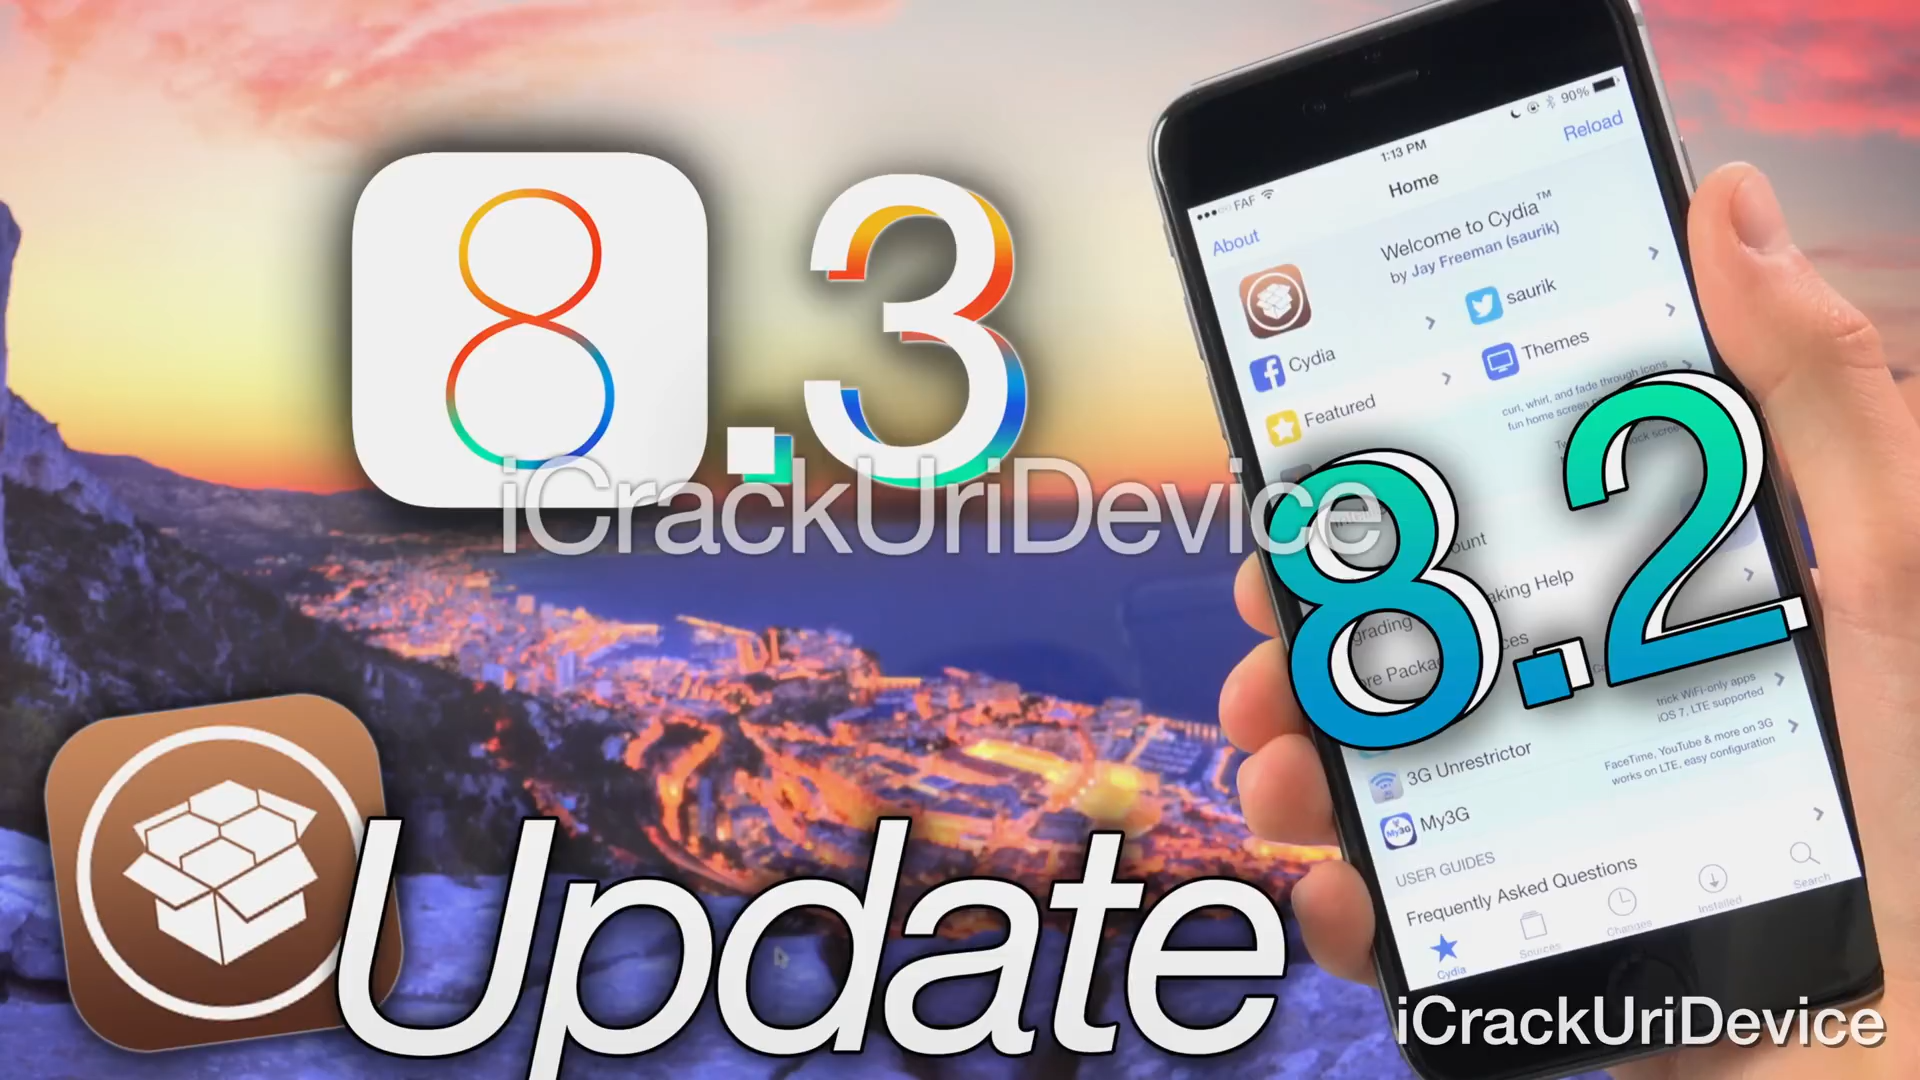 8.3
iCrackUriDevice
Update
FAF
1:13 PM
90%
About
Home
Reload
Welcome to Cydia™
by Jay Freeman (saurik)
Cydia
saurik
Featured
Themes
curl, whirl, and fade through icons
fun home screen
8.2
3G Unrestrictor
trick WiFi-only apps
iOS 7, LTE supported
My3G
FaceTime, YouTube & more on 3G
works on LTE, easy configuration
USER GUIDES
Frequently Asked Questions
Cydia
Sources
Changes
Installed
Search
iCrackUriDevice